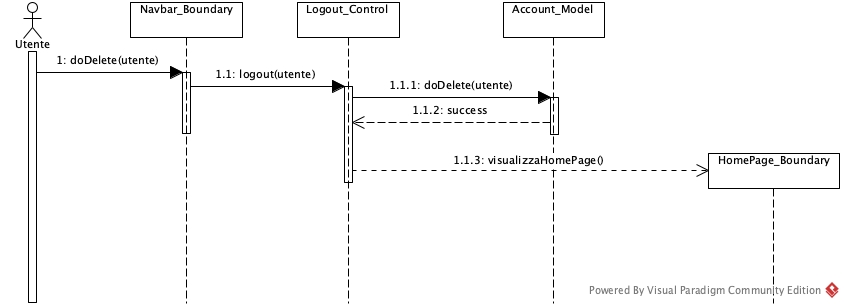 Navbar_Boundary
Logout_Control
Account_Model
Utente
1: doDelete(utente)
1.1: logout(utente)
1.1.1: doDelete(utente)
1.1.2: success
1.1.3: visualizzaHomePage()
HomePage_Boundary
Powered By Visual Paradigm Community Edition